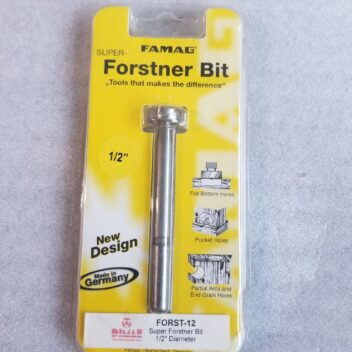 FAMAG®
SUPER-
Forstner Bit
„Tools that makes the difference"
1/2"
Flat Bottom Holes
New
Design
Pocket Holes
Made in
Germany
Partial Arcs and
End Grain Holes
FORST-12
Super Forstner Bit
1/2" Diameter